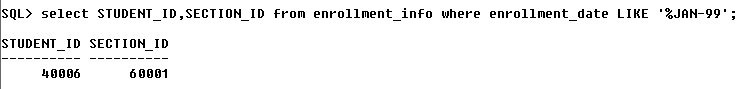 SQL> select STUDENT_ID,SECTION_ID from enrollment_info where enrollment_date LIKE '%JAN-99';
STUDENT_ID SECTION_ID
---------- ----------
     40006      60001